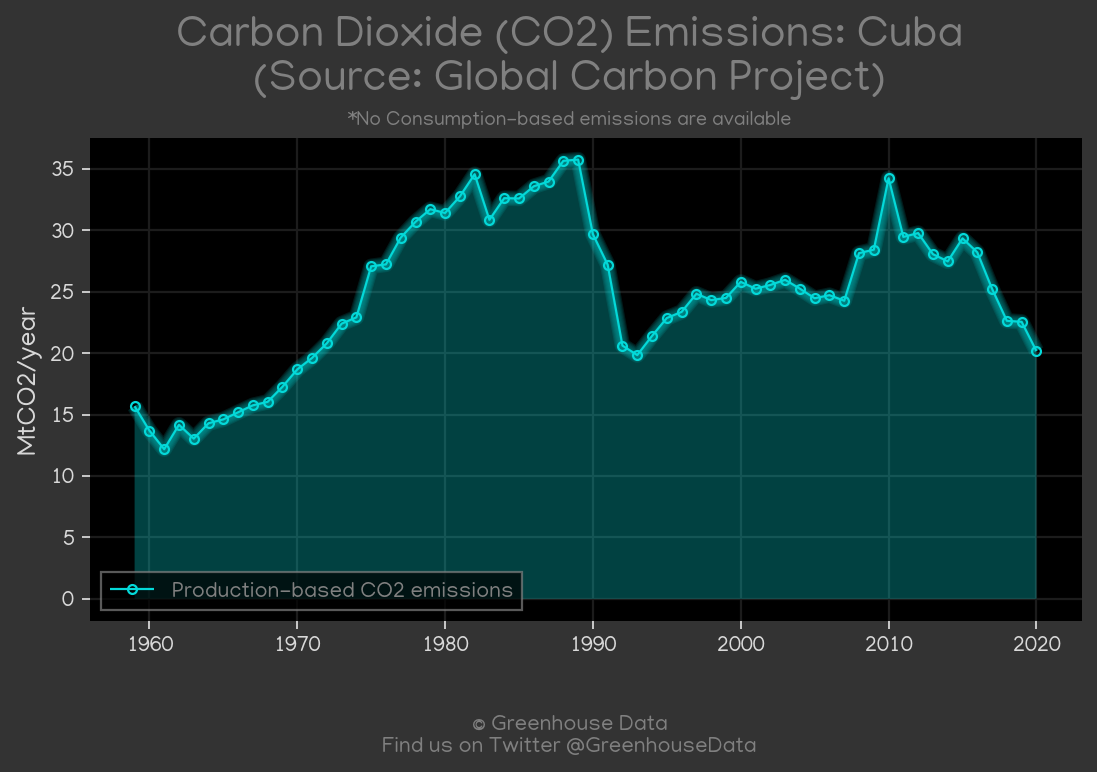 Carbon Dioxide (CO2) Emissions: Cuba
(Source: Global Carbon Project)
*No Consumption-based emissions are available
35
30
25
20
15
10
5
0
MtCO2/year
Production-based CO2 emissions
1960 1970 1980 1990 2000 2010 2020
© Greenhouse Data
Find us on Twitter @GreenhouseData